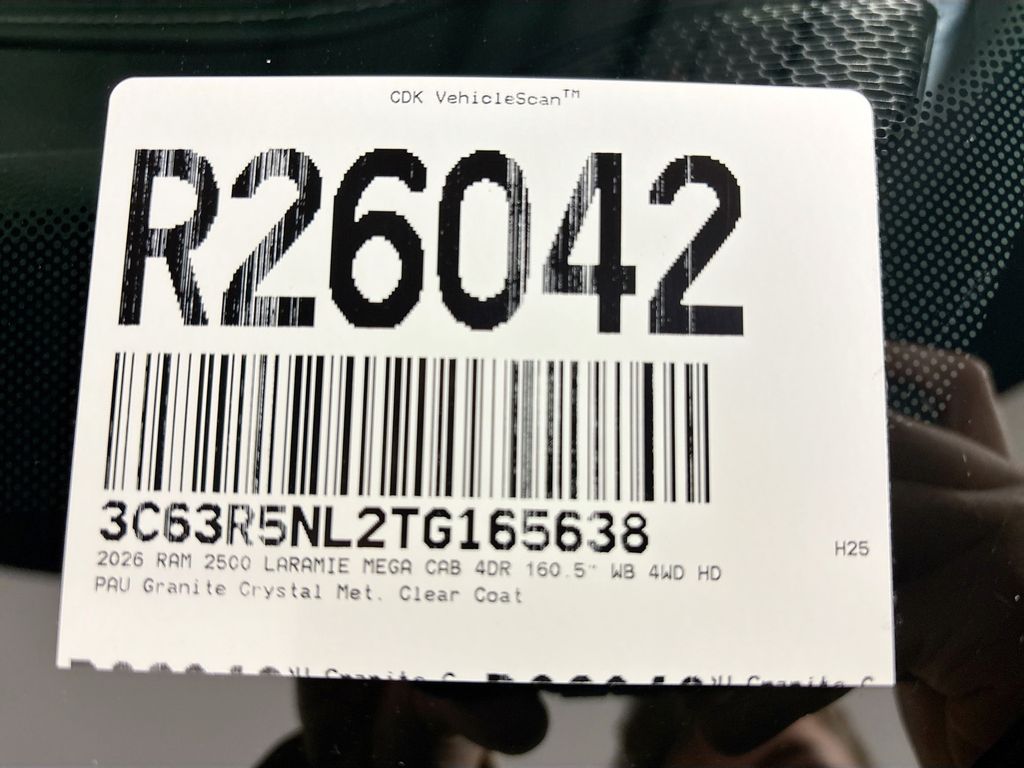 CDK VehicleScan™
R26042
3C63R5NL2TG165638
H25
2026 RAM 2500 LARAMIE MEGA CAB 4DR 160.5" WB 4WD HD
PAU Granite Crystal Met. Clear Coat